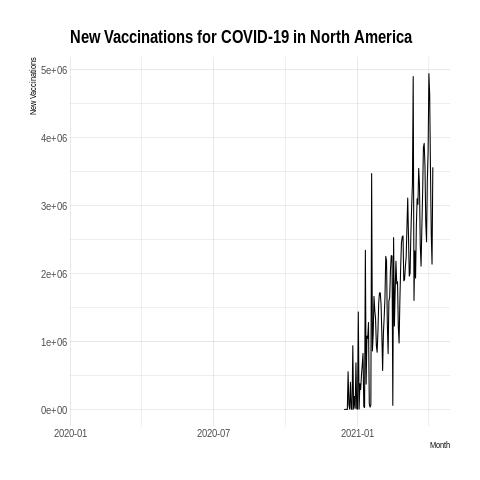 New Vaccinations for COVID-19 in North America
New Vaccinations
5e+06
4e+06
3e+06
2e+06
1e+06
0e+00
2020-01 2020-07 2021-01
Month